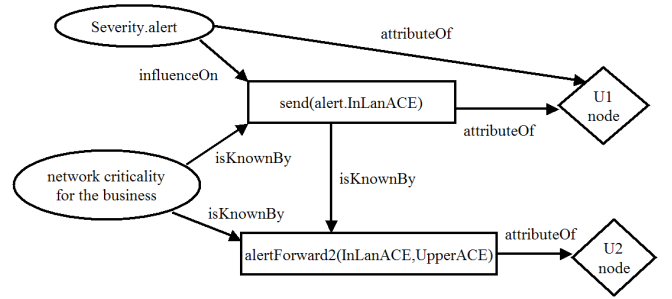 Severity.alert
attributeOf
influenceOn
send(alert.InLanACE)
U1
node
attributeOf
network criticality
for the business
isKnownBy
isKnownBy
isKnownBy
alertForward2(InLanACE,UpperACE)
attributeOf
U2
node